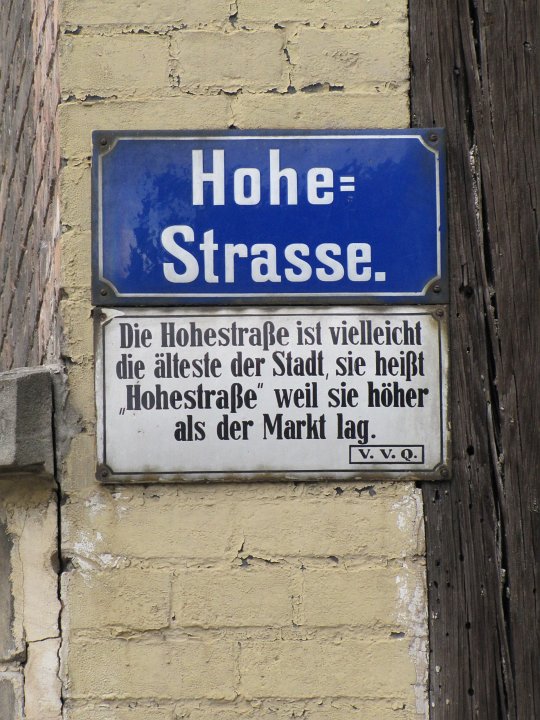 Hohe=
Strasse.
Die Hohestraße ist vielleicht
die älteste der Stadt, sie heißt
„Hohestraße" weil sie höher
als der Markt lag.
V. V. Q.